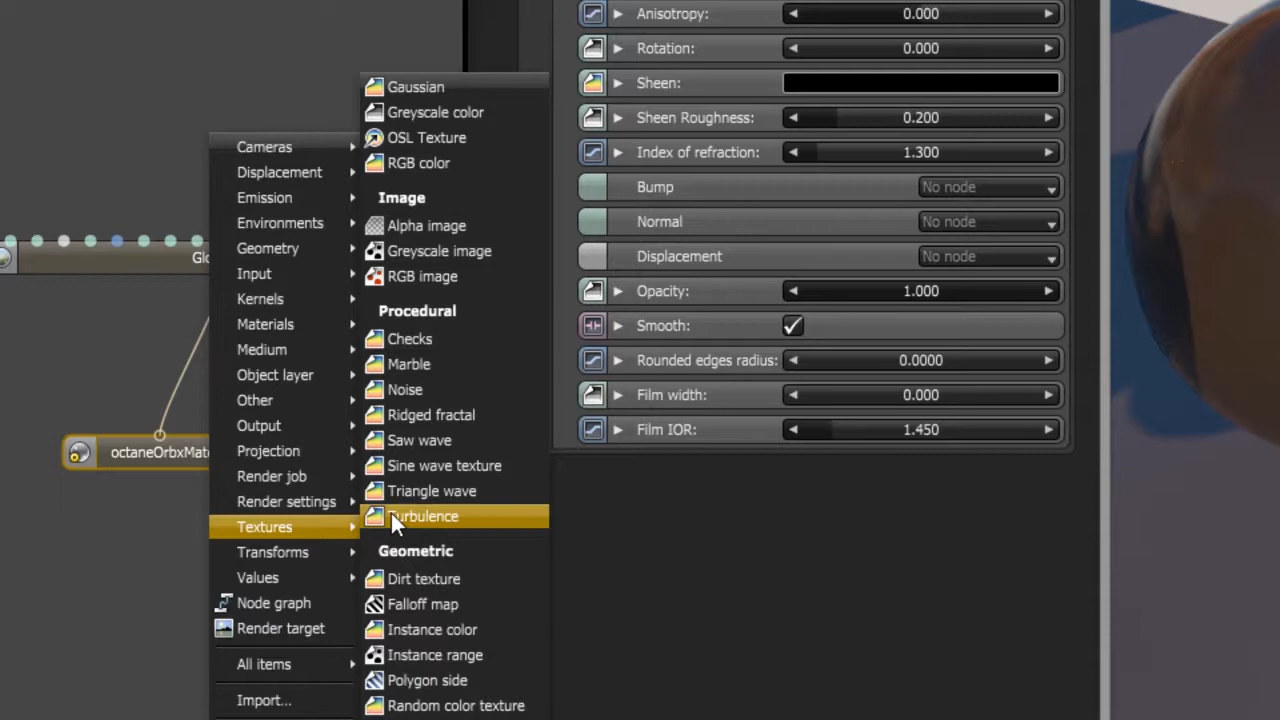 Glo
octaneOrbxMate
Cameras
Displacement
Emission
Environments
Geometry
Input
Kernels
Materials
Medium
Object layer
Other
Output
Projection
Render job
Render settings
Textures
Transforms
Values
Node graph
Render target
All items
Import...
Gaussian
Greyscale color
OSL Texture
RGB color
Image
Alpha image
Greyscale image
RGB image
Procedural
Checks
Marble
Noise
Ridged fractal
Saw wave
Sine wave texture
Triangle wave
Turbulence
Geometric
Dirt texture
Falloff map
Instance color
Instance range
Polygon side
Random color texture
Anisotropy: 0.000
Rotation: 0.000
Sheen:
Sheen Roughness: 0.200
Index of refraction: 1.300
Bump No node
Normal No node
Displacement No node
Opacity: 1.000
Smooth:
Rounded edges radius: 0.0000
Film width: 0.000
Film IOR: 1.450